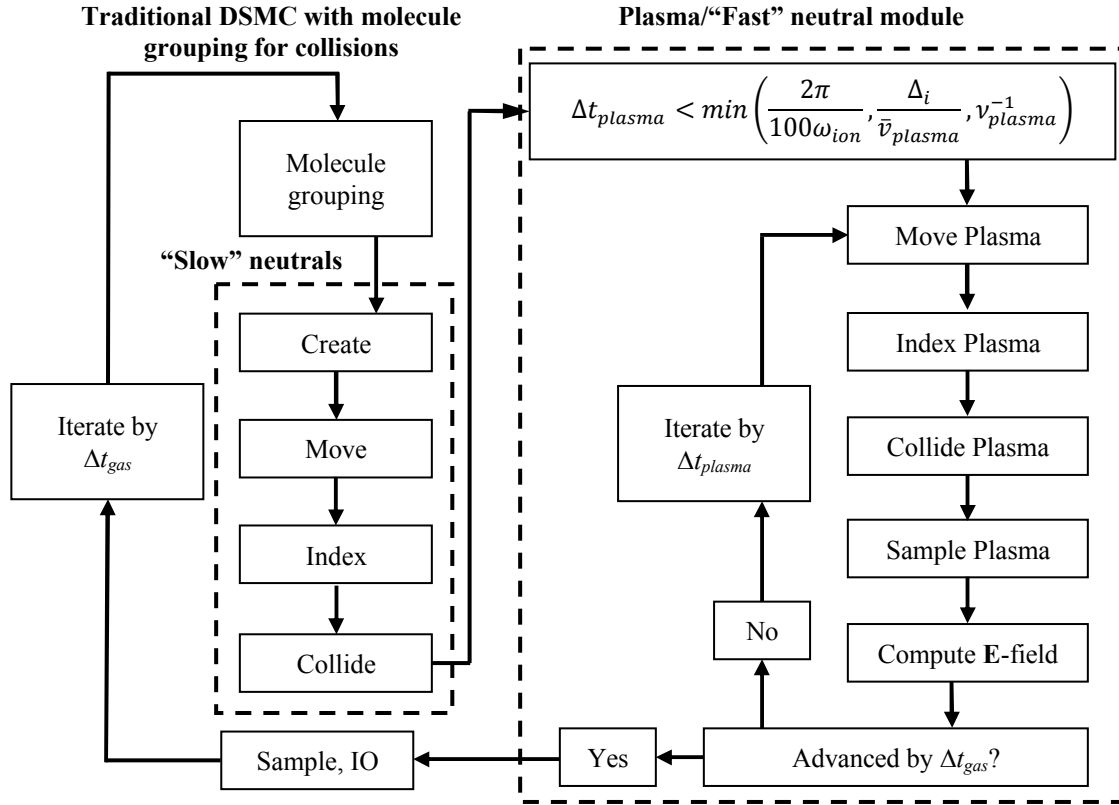 Traditional DSMC with molecule
grouping for collisions
Molecule
grouping
“Slow” neutrals
Create
Move
Index
Collide
Iterate by
Δt_gas
Sample, IO
Plasma/“Fast” neutral module
Δt_plasma < min(2π/100ω_ion, Δ_i/v̄_plasma, ν_plasma^−1)
Move Plasma
Index Plasma
Collide Plasma
Sample Plasma
Compute E-field
Advanced by Δt_gas?
No
Iterate by
Δt_plasma
Yes